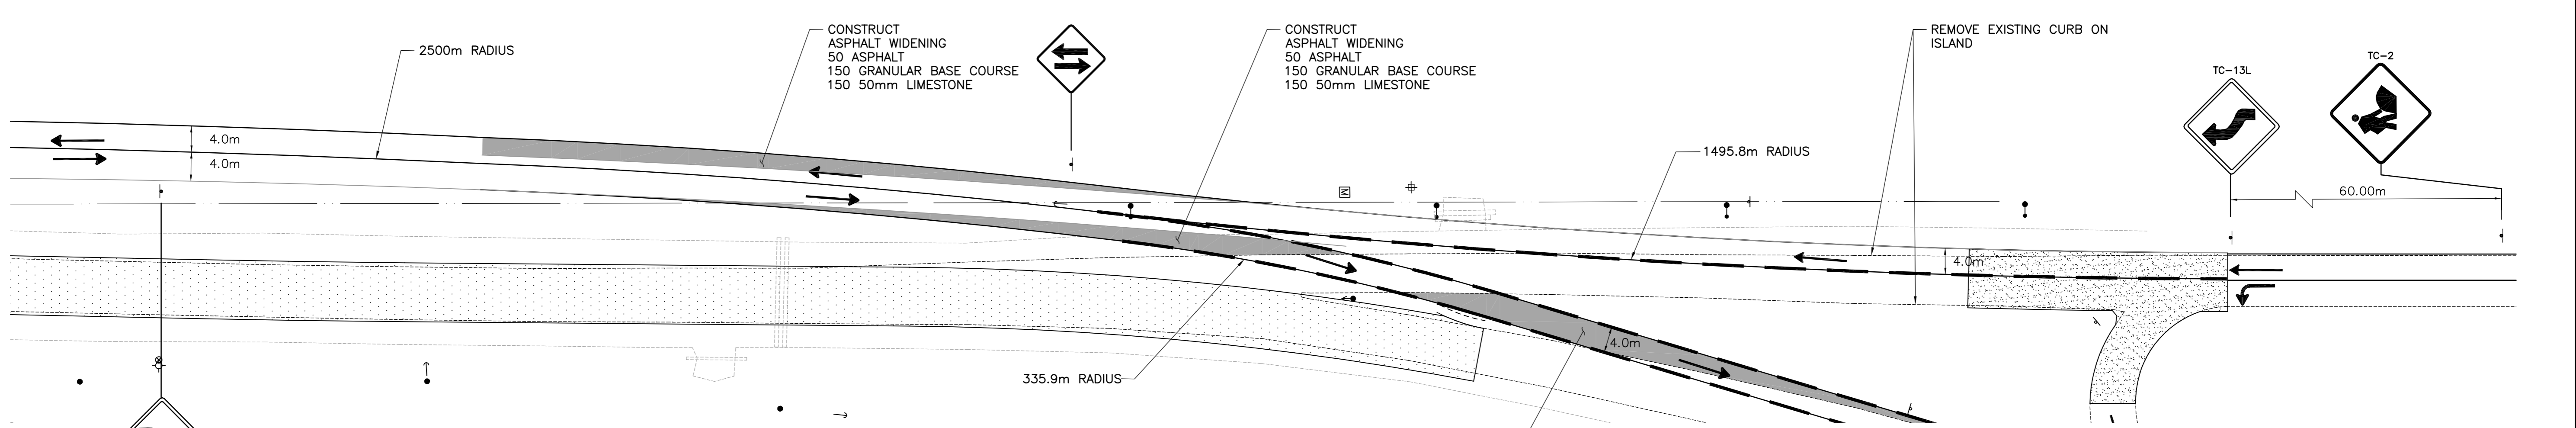 2500m RADIUS
CONSTRUCT
ASPHALT WIDENING
50 ASPHALT
150 GRANULAR BASE COURSE
150 50mm LIMESTONE
CONSTRUCT
ASPHALT WIDENING
50 ASPHALT
150 GRANULAR BASE COURSE
150 50mm LIMESTONE
REMOVE EXISTING CURB ON
ISLAND
TC-13L
TC-2
4.0m
4.0m
1495.8m RADIUS
M
60.00m
4.0m
4.0m
335.9m RADIUS